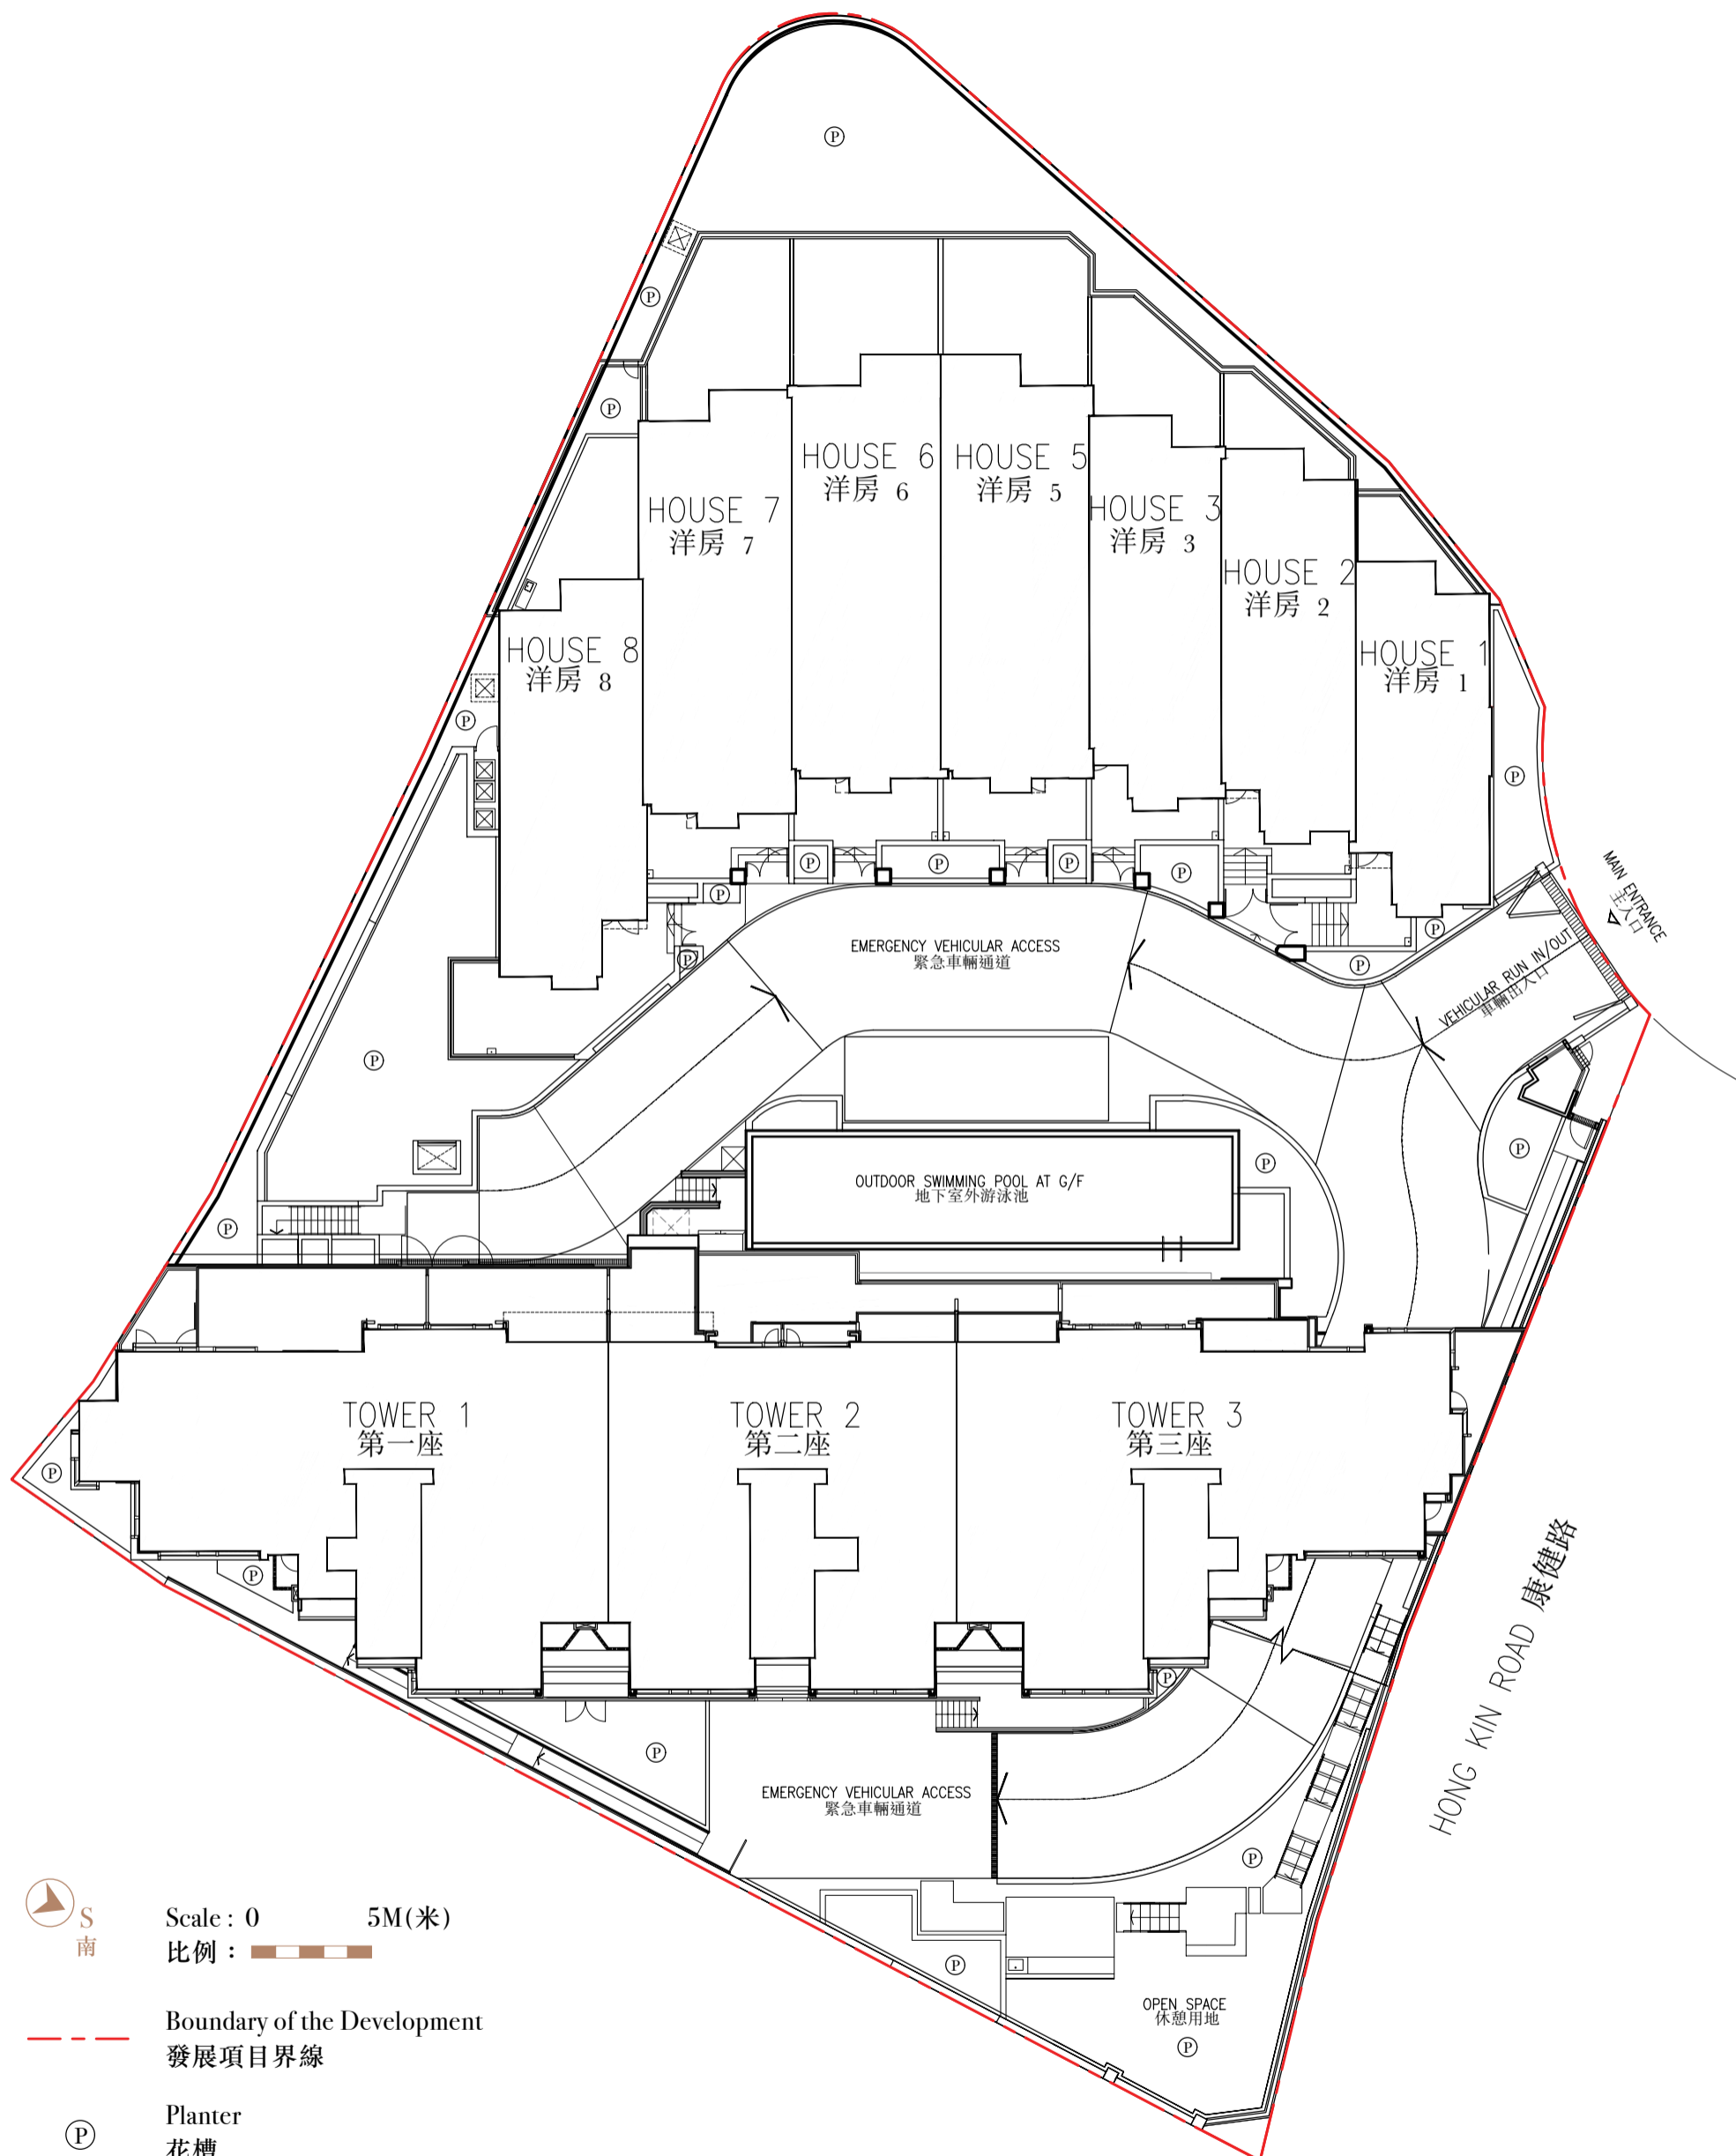 P
P
P
HOUSE 6
洋房 6
HOUSE 5
洋房 5
HOUSE 7
洋房 7
HOUSE 3
洋房 3
HOUSE 2
洋房 2
HOUSE 8
洋房 8
HOUSE 1
洋房 1
P
P
P
P
P
P
P
P
P
P
MAIN ENTRANCE
主入口
EMERGENCY VEHICULAR ACCESS
緊急車輛通道
VEHICULAR RUN IN/OUT
車輛出入口
P
P
P
OUTDOOR SWIMMING POOL AT G/F
地下室外游泳池
P
P
TOWER 1
第一座
TOWER 2
第二座
TOWER 3
第三座
P
P
HONG KIN ROAD 康健路
P
P
EMERGENCY VEHICULAR ACCESS
緊急車輛通道
P
P
OPEN SPACE
休憩用地
P
S
南
Scale : 0 5M(米)
比例 :
Boundary of the Development
發展項目界線
P
Planter
花槽